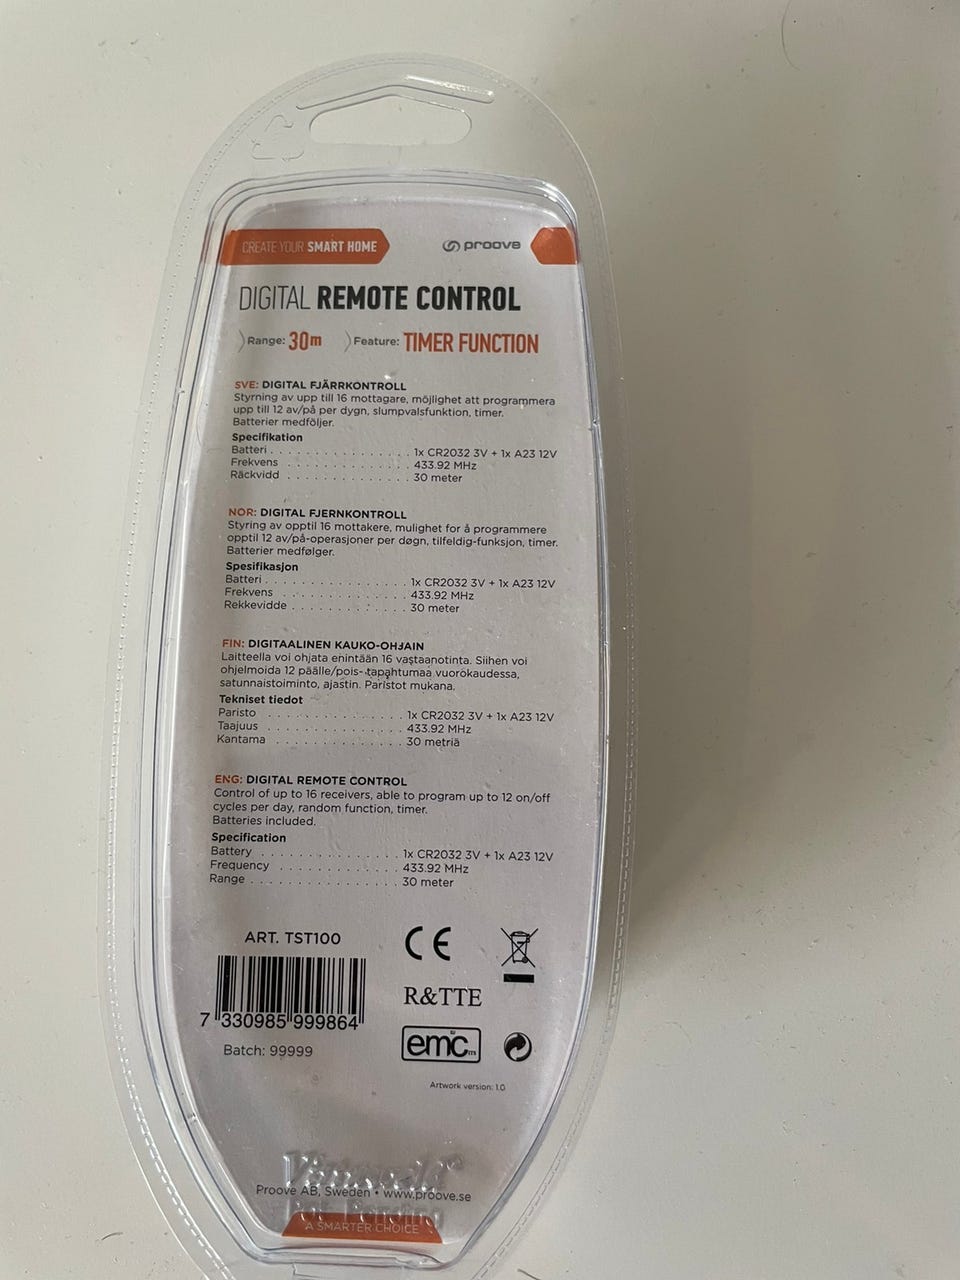 CREATE YOUR SMART HOME
proove
DIGITAL REMOTE CONTROL
Range: 30m Feature: TIMER FUNCTION
SVE: DIGITAL FJÄRRKONTROLL
Styrning av upp till 16 mottagare, möjlighet att programmera
upp till 12 av/på per dygn, slumpvalsfunktion, timer.
Batterier medföljer.
Specifikation
Batteri . . . . . . . . . . . . . . . . 1x CR2032 3V + 1x A23 12V
Frekvens . . . . . . . . . . . . . . 433.92 MHz
Räckvidd . . . . . . . . . . . . . . 30 meter
NOR: DIGITAL FJERNKONTROLL
Styring av opptil 16 mottakere, mulighet for å programmere
opptil 12 av/på-operasjoner per døgn, tilfeldig-funksjon, timer.
Batterier medfølger.
Spesifikasjon
Batteri . . . . . . . . . . . . . . . . 1x CR2032 3V + 1x A23 12V
Frekvens . . . . . . . . . . . . . . 433.92 MHz
Rekkevidde . . . . . . . . . . . . . 30 meter
FIN: DIGITAALINEN KAUKO-OHJAIN
Laitteella voi ohjata enintään 16 vastaanotinta. Siihen voi
ohjelmoida 12 päälle/pois- tapahtumaa vuorokaudessa,
satunnaistoiminto, ajastin. Paristot mukana.
Tekniset tiedot
Paristo . . . . . . . . . . . . . . . . 1x CR2032 3V + 1x A23 12V
Taajuus . . . . . . . . . . . . . . . 433.92 MHz
Kantama . . . . . . . . . . . . . . 30 metriä
ENG: DIGITAL REMOTE CONTROL
Control of up to 16 receivers, able to program up to 12 on/off
cycles per day, random function, timer.
Batteries included.
Specification
Battery . . . . . . . . . . . . . . . . 1x CR2032 3V + 1x A23 12V
Frequency . . . . . . . . . . . . . . 433.92 MHz
Range . . . . . . . . . . . . . . . . . 30 meter
ART. TST100
CE
R&TTE
7 330985 999864
emc
Batch: 99999
Artwork version: 1.0
Proove AB, Sweden • www.proove.se
Pat. Pending
A SMARTER CHOICE